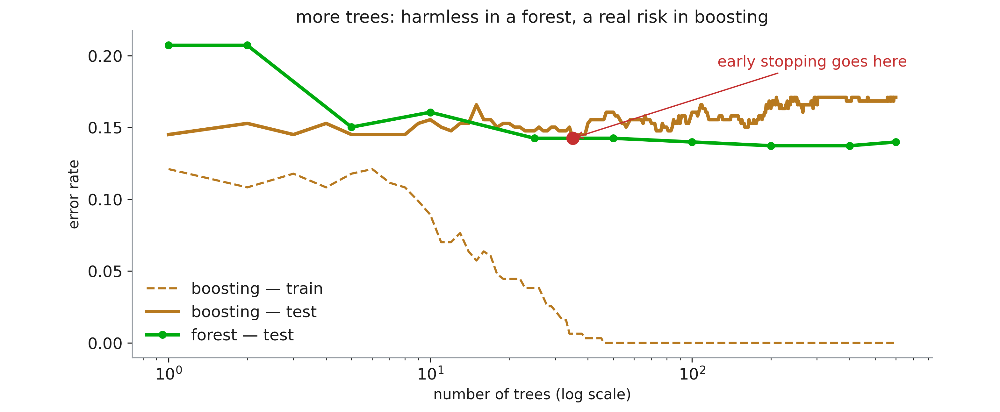 more trees: harmless in a forest, a real risk in boosting
early stopping goes here
error rate
0.20
0.15
0.10
0.05
0.00
boosting — train
boosting — test
forest — test
10⁰
10¹
10²
number of trees (log scale)